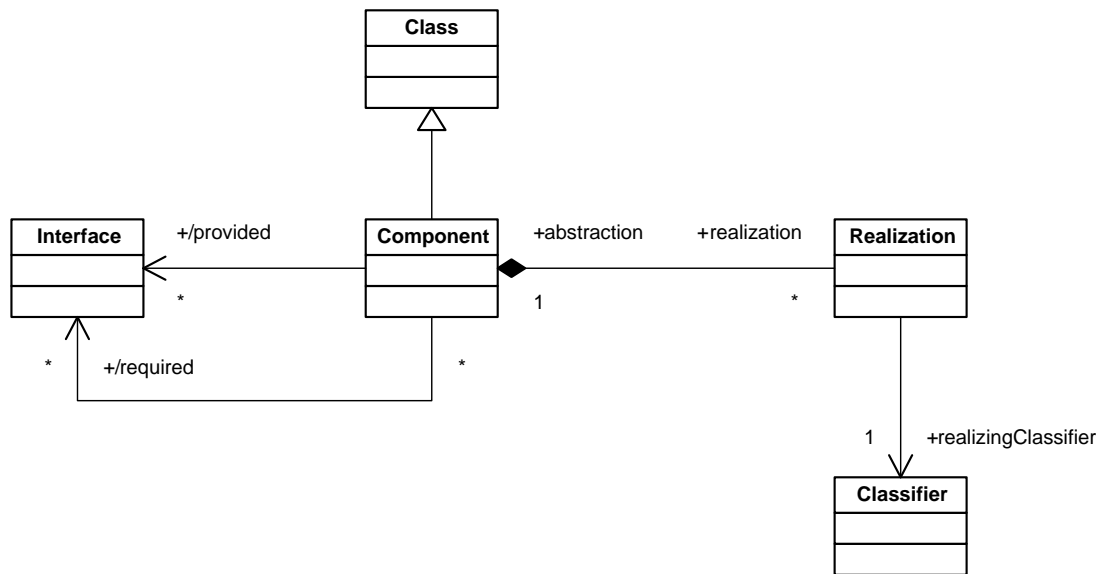 Class
Interface
+/provided
Component
+abstraction
+realization
Realization
*
1
*
*
+/required
*
1
+realizingClassifier
Classifier